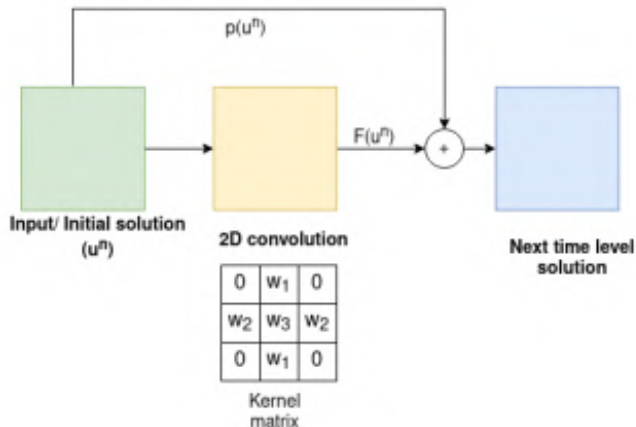 p(uⁿ)
F(uⁿ)
+
Input/ Initial solution
(uⁿ)
2D convolution
Next time level
solution
0 w₁ 0
w₂ w₃ w₂
0 w₁ 0
Kernel
matrix